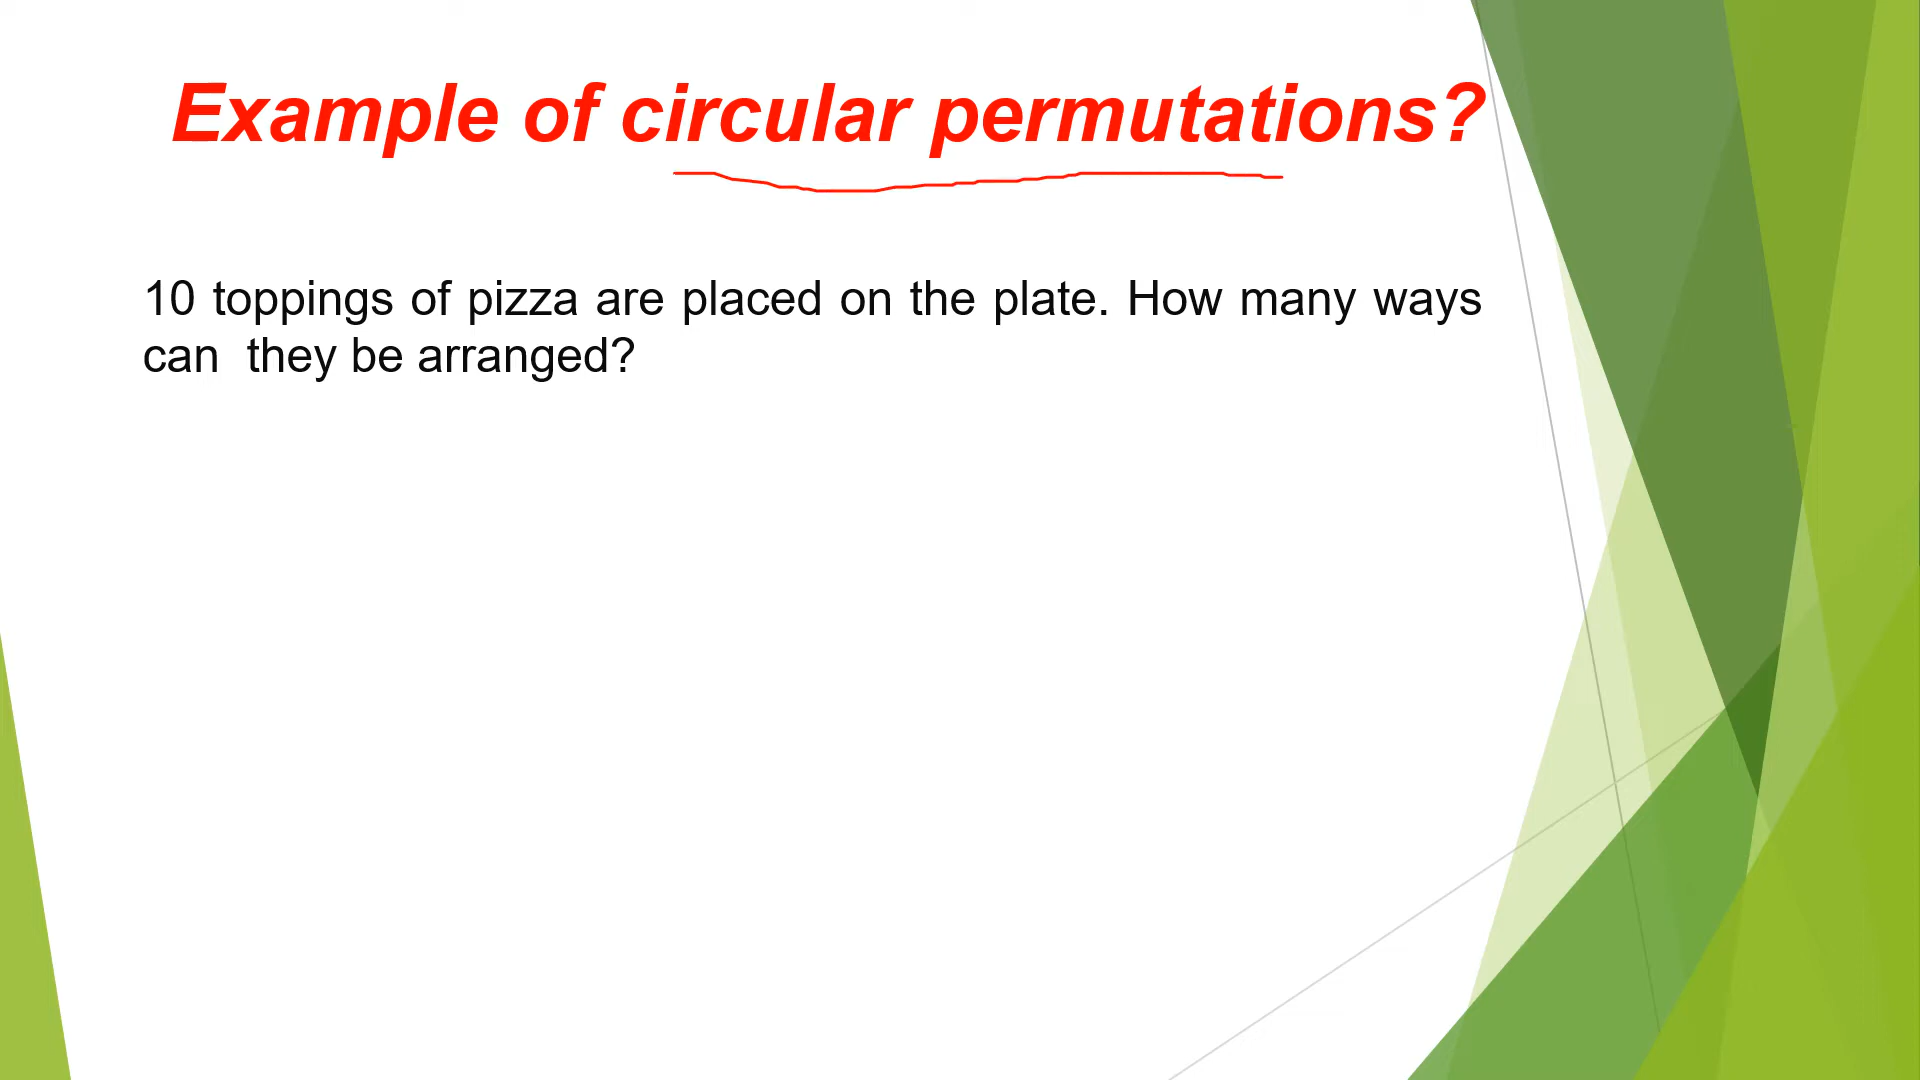 Example of circular permutations?
10 toppings of pizza are placed on the plate. How many ways
can they be arranged?